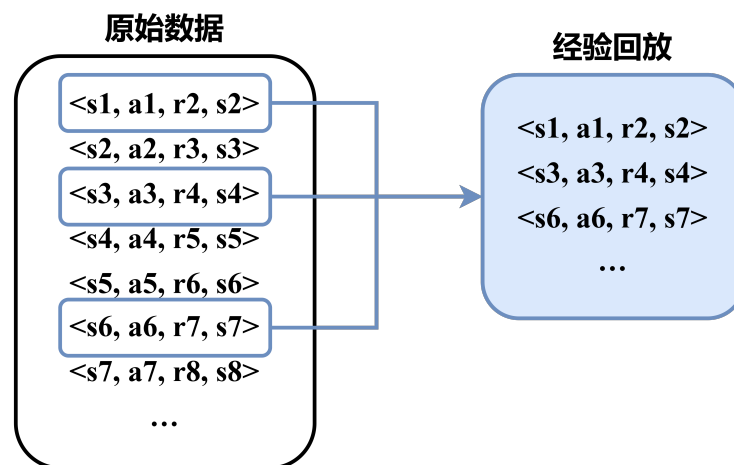 原始数据
<s1, a1, r2, s2>
<s2, a2, r3, s3>
<s3, a3, r4, s4>
<s4, a4, r5, s5>
<s5, a5, r6, s6>
<s6, a6, r7, s7>
<s7, a7, r8, s8>
...
经验回放
<s1, a1, r2, s2>
<s3, a3, r4, s4>
<s6, a6, r7, s7>
...